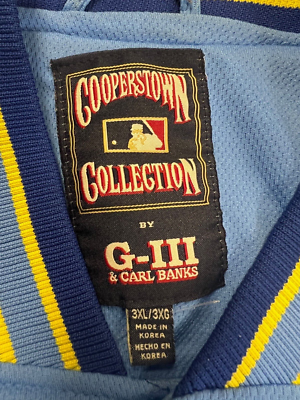 COOPERSTOWN
COLLECTION
BY
G-III
& CARL BANKS
3XL/3XG
MADE IN
KOREA
HECHO EN
KOREA